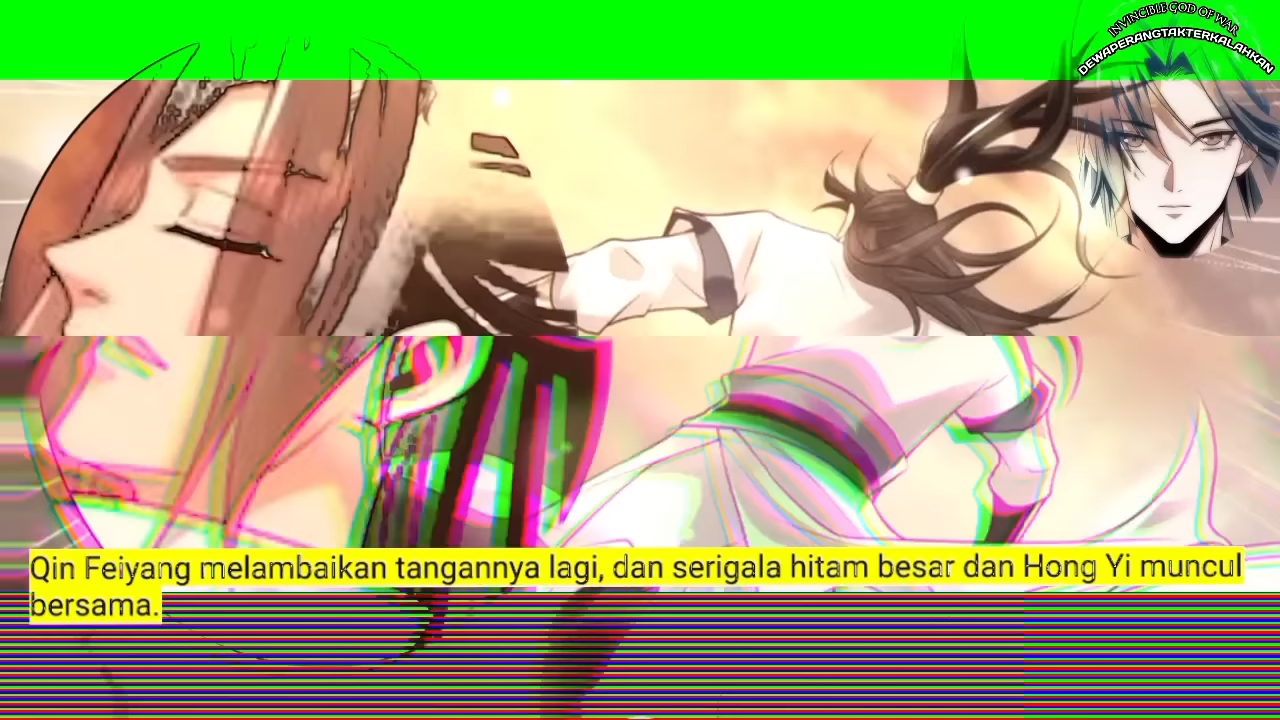 INVINCIBLE GOD OF WAR
DEWAPERANGTAKTERKALAHKAN
Qin Feiyang melambaikan tangannya lagi, dan serigala hitam besar dan Hong Yi muncul
bersama.